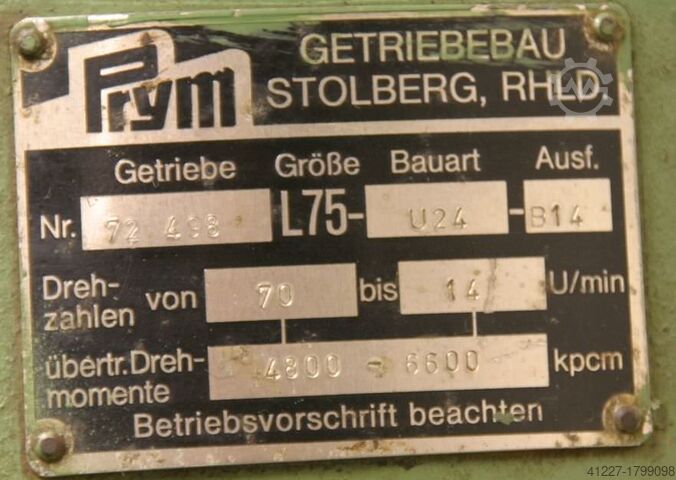 Prym
GETRIEBEBAU
STOLBERG, RHLD.
Getriebe Größe Bauart Ausf.
Nr. 72 498 L75- U24 -B14
Dreh-
zahlen von 70 bis 14 U/min
übertr. Dreh-
momente 4800 - 6600 kpcm
Betriebsvorschrift beachten
41227-1799098